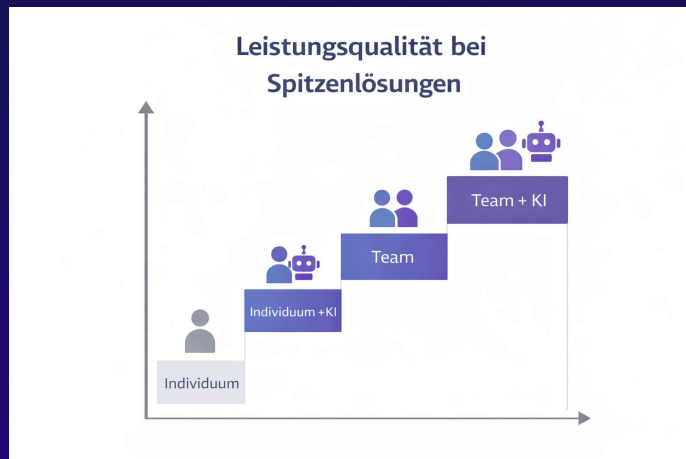 Leistungsqualität bei
Spitzenlösungen
Team + KI
Team
Individuum +KI
Individuum